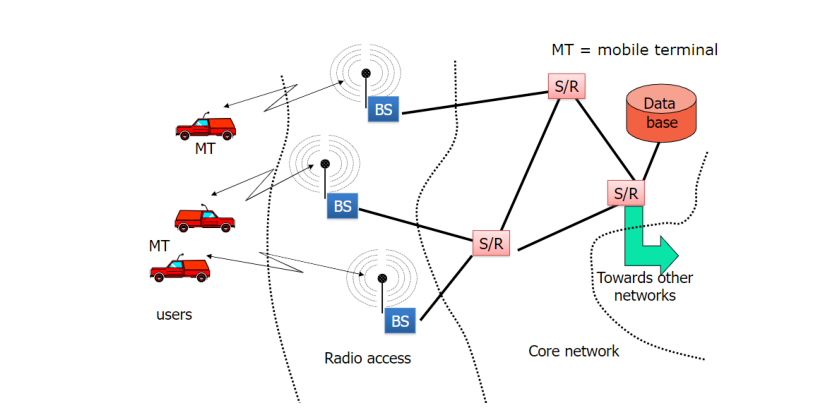 MT = mobile terminal
S/R
Data
base
BS
MT
S/R
BS
MT
S/R
Towards other
networks
users
BS
Radio access
Core network